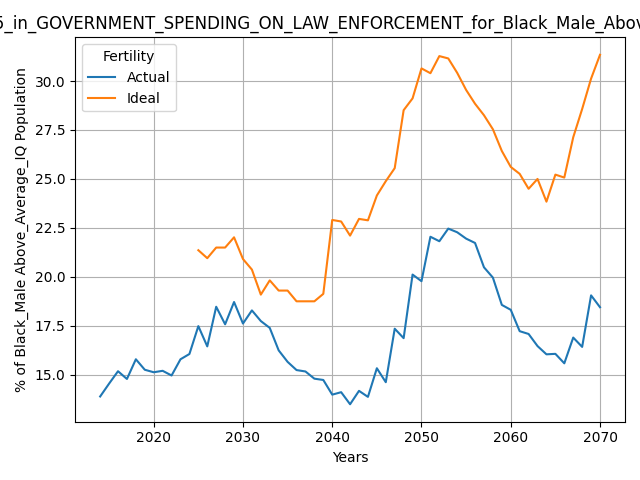 5_in_GOVERNMENT_SPENDING_ON_LAW_ENFORCEMENT_for_Black_Male_Abov
Fertility
Actual
Ideal
% of Black_Male Above_Average_IQ Population
30.0
27.5
25.0
22.5
20.0
17.5
15.0
2020
2030
2040
2050
2060
2070
Years